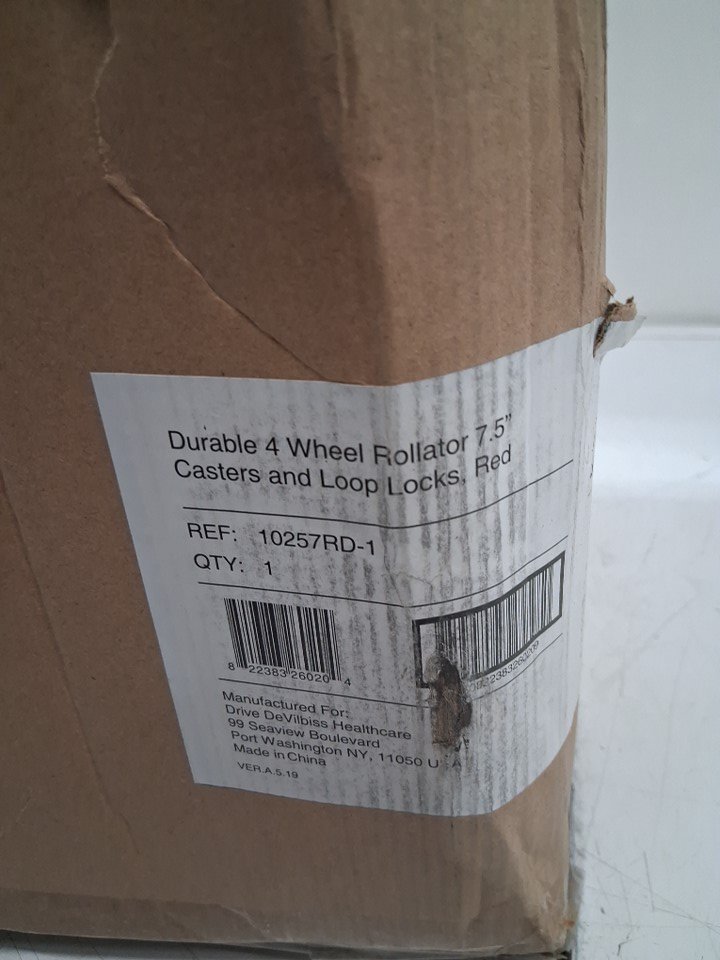 Durable 4 Wheel Rollator 7.5"
Casters and Loop Locks, Red
REF: 10257RD-1
QTY: 1
8 22383 26020 4
Manufactured For:
Drive DeVilbiss Healthcare
99 Seaview Boulevard
Port Washington NY, 11050 U A
Made in China
VER.A.5.19